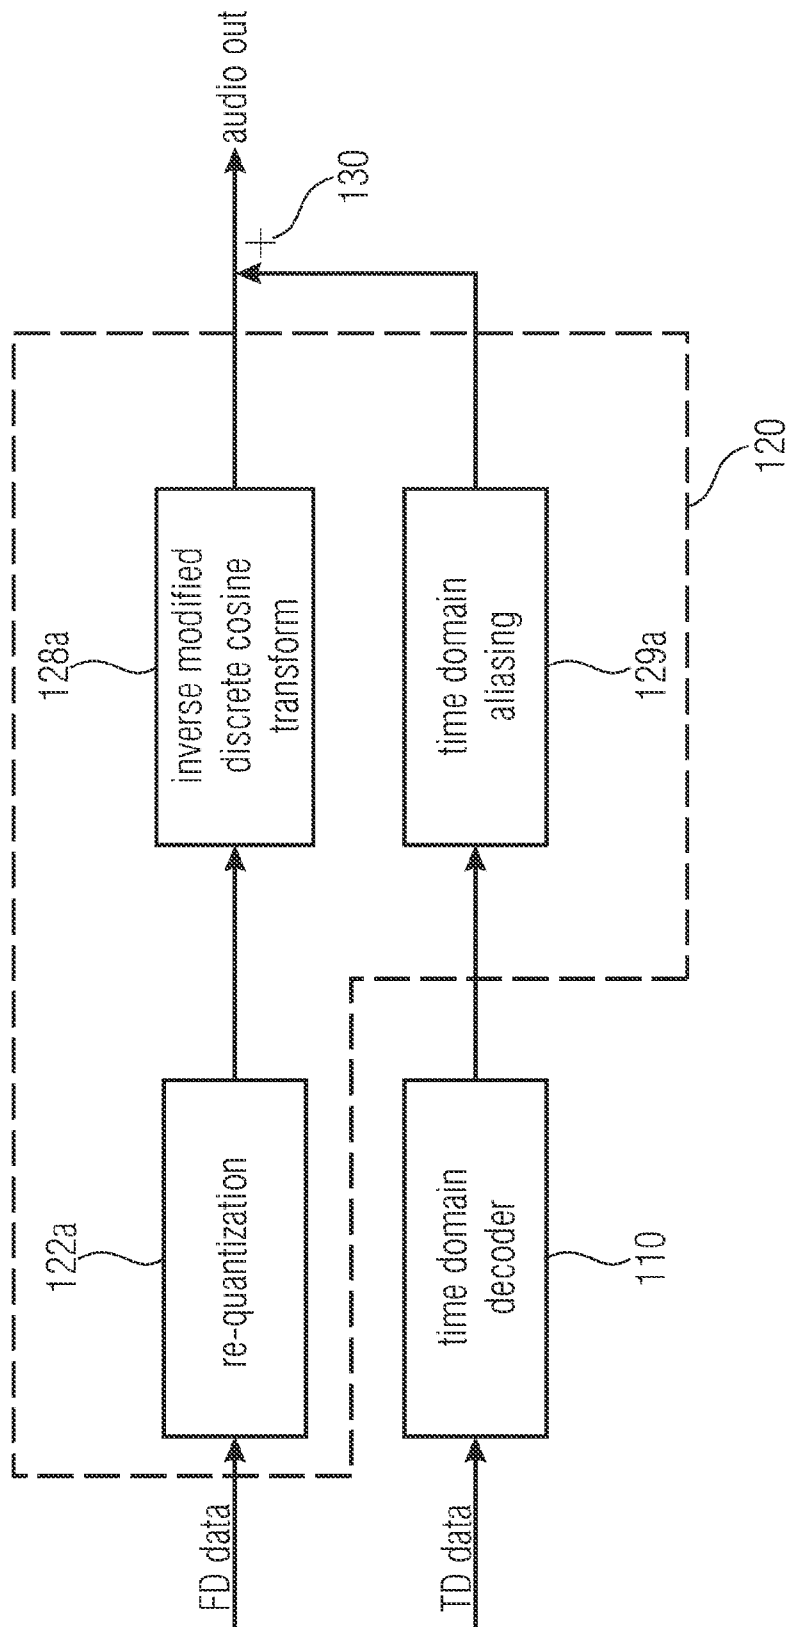 FD data
122a
re-quantization
128a
inverse modified
discrete cosine
transform
audio out
+
130
TD data
time domain
decoder
110
time domain
aliasing
129a
120